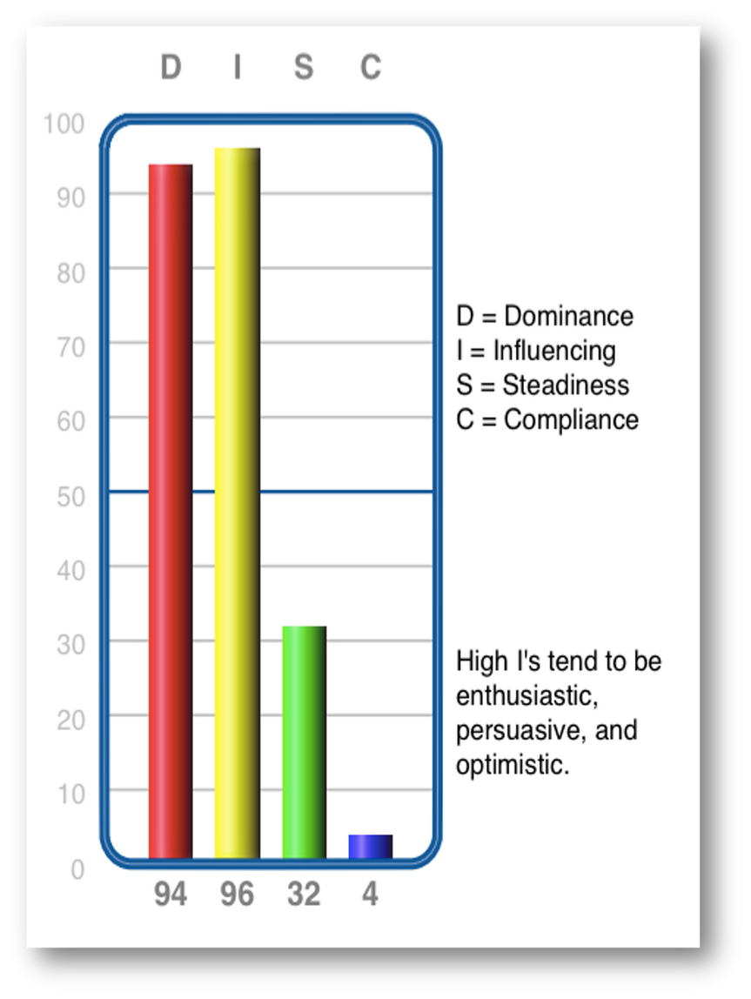 D I S C
100
90
80
70
60
50
40
30
20
10
0
94 96 32 4
D = Dominance
I = Influencing
S = Steadiness
C = Compliance
High I's tend to be
enthusiastic,
persuasive, and
optimistic.